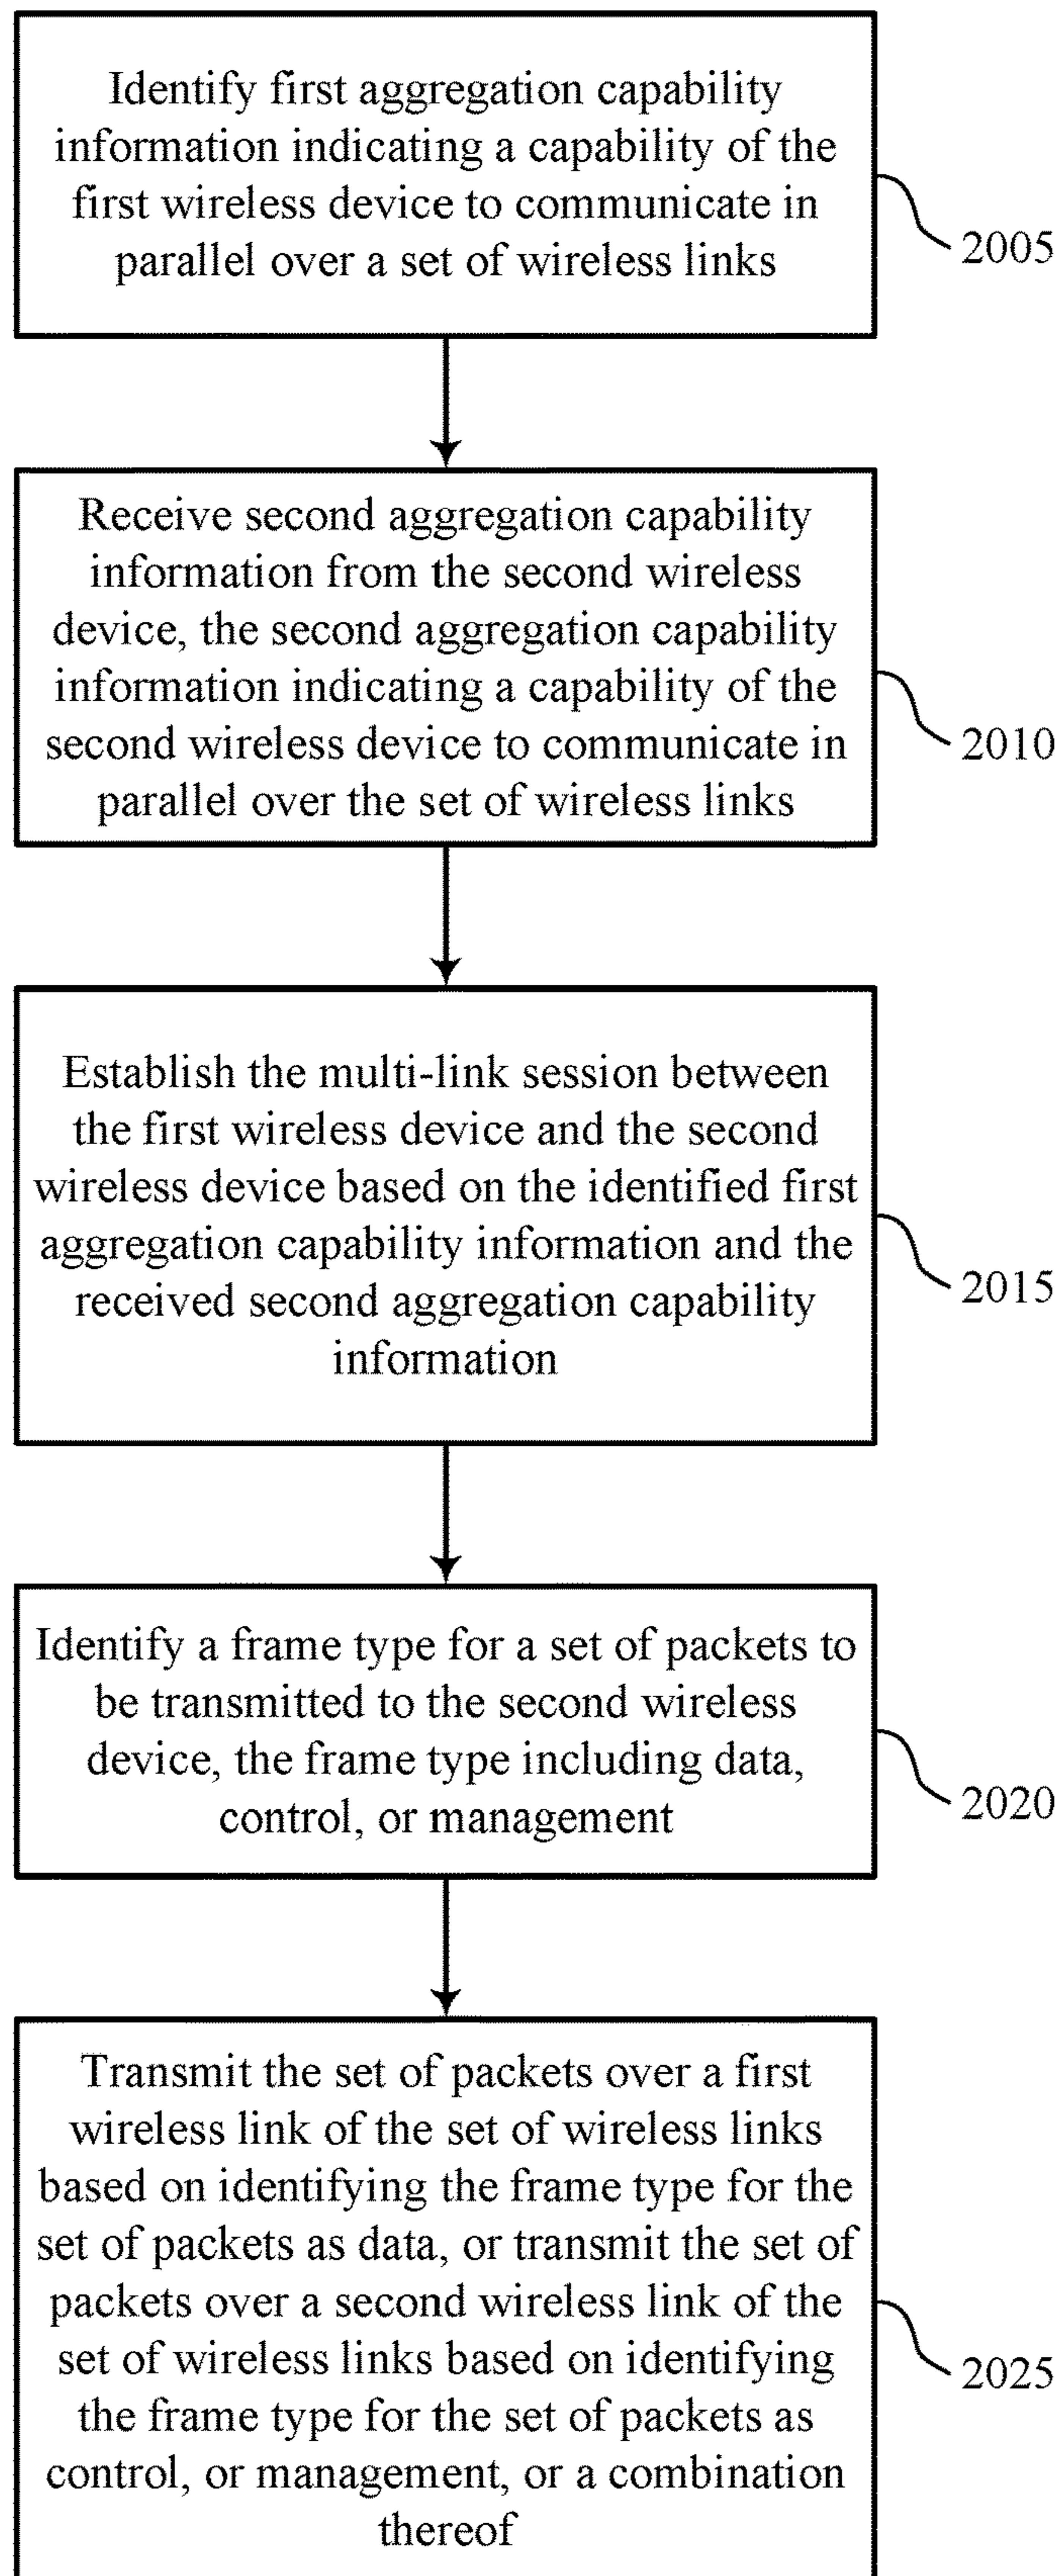 Identify first aggregation capability
information indicating a capability of the
first wireless device to communicate in
parallel over a set of wireless links
2005
Receive second aggregation capability
information from the second wireless
device, the second aggregation capability
information indicating a capability of the
second wireless device to communicate in
parallel over the set of wireless links
2010
Establish the multi-link session between
the first wireless device and the second
wireless device based on the identified first
aggregation capability information and the
received second aggregation capability
information
2015
Identify a frame type for a set of packets to
be transmitted to the second wireless
device, the frame type including data,
control, or management
2020
Transmit the set of packets over a first
wireless link of the set of wireless links
based on identifying the frame type for the
set of packets as data, or transmit the set of
packets over a second wireless link of the
set of wireless links based on identifying
the frame type for the set of packets as
control, or management, or a combination
thereof
2025